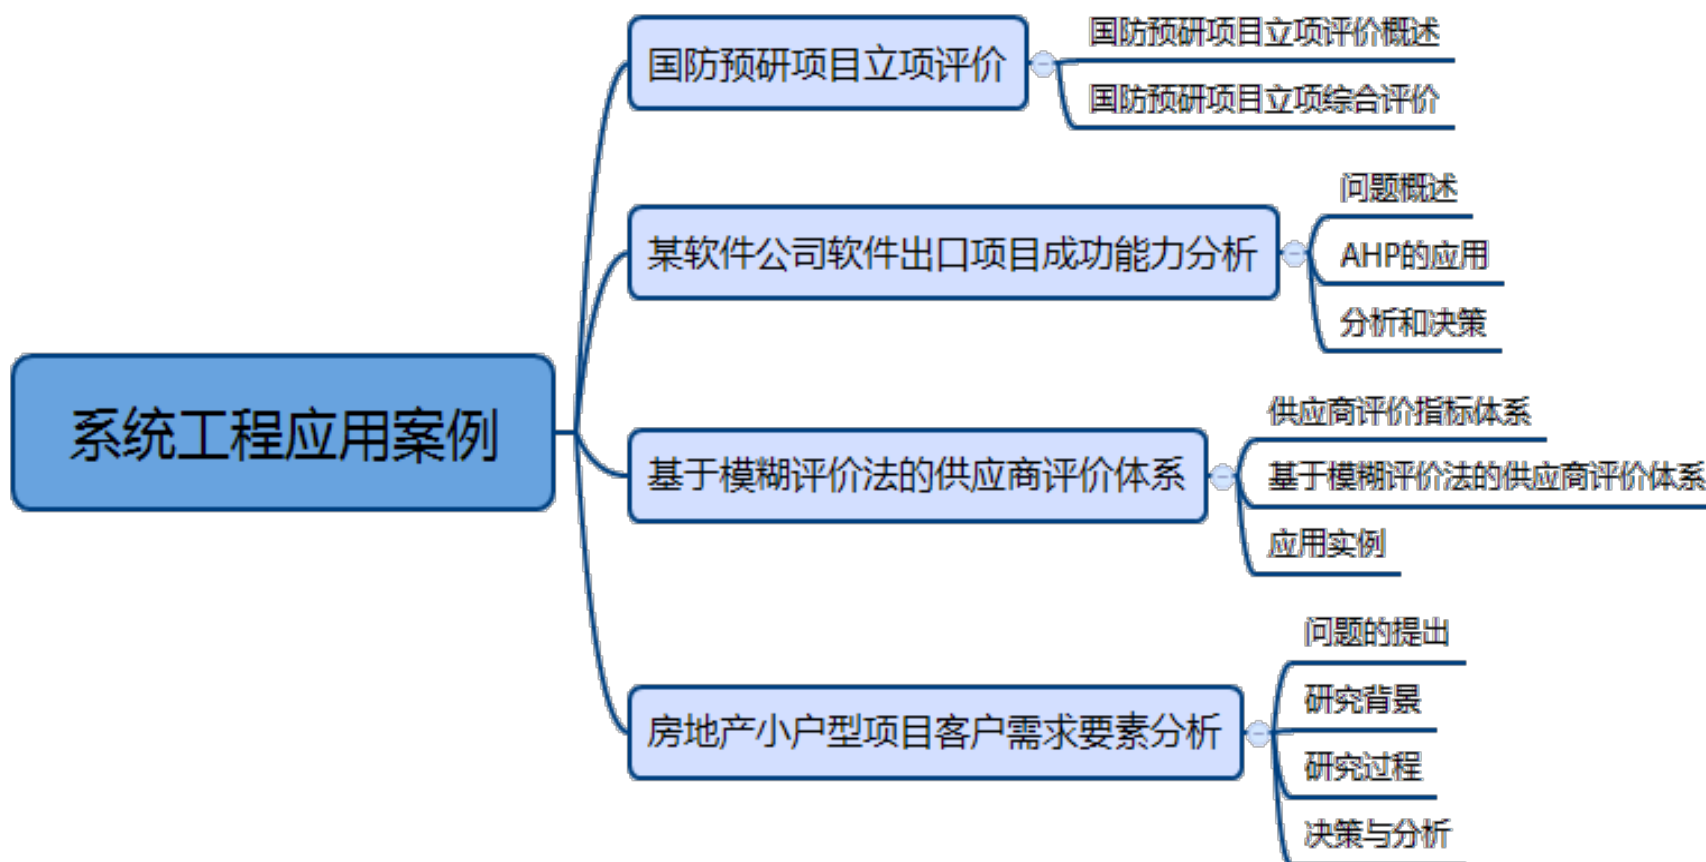 系统工程应用案例
国防预研项目立项评价
国防预研项目立项评价概述
国防预研项目立项综合评价
某软件公司软件出口项目成功能力分析
问题概述
AHP的应用
分析和决策
基于模糊评价法的供应商评价体系
供应商评价指标体系
基于模糊评价法的供应商评价体系
应用实例
房地产小户型项目客户需求要素分析
问题的提出
研究背景
研究过程
决策与分析